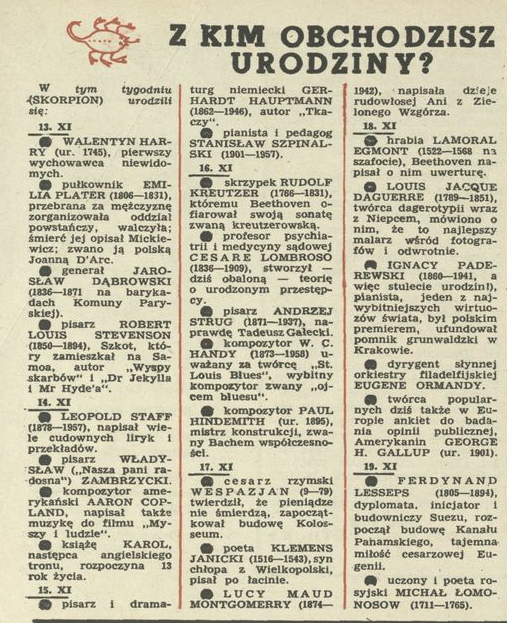 Z KIM OBCHODZISZ
URODZINY?
W tym tygodniu
(SKORPION) urodzili
się:
13. XI
● WALENTYN HAR-
RY (ur. 1745), pierwszy
wychowawca niewido-
mych.
● pułkownik EMI-
LIA PLATER (1806—1831),
przebrana za mężczyznę
zorganizowała oddział
powstańczy, walczyła;
śmierć jej opisał Mickie-
wicz; zwano ją polską
Joanną D'Arc.
● generał JARO-
SŁAW DĄBROWSKI
(1836—1871 na baryka-
dach Komuny Pary-
skiej).
● pisarz ROBERT
LOUIS STEVENSON
(1850—1894), Szkot, któ-
ry zamieszkał na Sa-
moa, autor „Wyspy
skarbów" i „Dr Jekylla
i Mr Hyde'a".
14. XI
● LEOPOLD STAFF
(1878—1957), napisał wie-
le cudownych liryk i
przekładów.
● pisarz WŁADY-
SŁAW („Nasza pani ra-
dosna") ZAMBRZYCKI.
● kompozytor ame-
rykański AARON COP-
LAND, napisał także
muzykę do filmu „My-
szy i ludzie".
● książę KAROL,
następca angielskiego
tronu, rozpoczyna 13
rok życia.
15. XI
● pisarz i drama-
turg niemiecki GER-
HARDT HAUPTMANN
(1862—1946), autor „Tka-
czy".
● pianista i pedagog
STANISŁAW SZPINAL-
SKI (1901—1957).
16. XI
● skrzypek RUDOLF
KREUTZER (1766—1831),
któremu Beethoven o-
fiarował swoją sonatę
zwaną kreutzerowską.
● profesor psychia-
trii i medycyny sądowej
CESARE LOMBROSO
(1836—1909), stworzył —
dziś obaloną — teorię
o urodzonym przestęp-
cy.
● pisarz ANDRZEJ
STRUG (1871—1937), na-
prawdę Tadeusz Gałecki.
● kompozytor W. C.
HANDY (1873—1958) u-
ważany za twórcę „St.
Louis Blues", wybitny
kompozytor zwany „oj-
cem bluesu".
● kompozytor PAUL
HINDEMITH (ur. 1895),
mistrz konstrukcji, zwa-
ny Bachem współczesno-
ści.
17. XI
● cesarz rzymski
WESPAZJAN (9—79)
twierdził, że pieniądze
nie śmierdzą, zapocząt-
kował budowę Kolos-
seum.
● poeta KLEMENS
JANICKI (1516—1543), syn
chłopa z Wielkopolski,
pisał po łacinie.
● LUCY MAUD
MONTGOMERRY (1874—
1942), napisała dzieje
rudowłosej Ani z Zie-
lonego Wzgórza.
18. XI
● hrabia LAMORAL
EGMONT (1522—1568 na
szafocie), Beethoven na-
pisał o nim uwerturę.
● LOUIS JACQUE
DAGUERRE (1789—1851),
twórca dagerotypii wraz
z Niepcem, mówiono o
nim, że to najlepszy
malarz wśród fotogra-
fów i odwrotnie.
● IGNACY PADE-
REWSKI (1860—1941, a
więc stulecie urodzin!),
pianista, jeden z naj-
wybitniejszych wirtuo-
zów świata, był polskim
premierem, ufundował
pomnik grunwaldzki w
Krakowie.
● dyrygent słynnej
orkiestry filadelfijskiej
EUGENE ORMANDY.
● twórca popular-
nych dziś także w Eu-
ropie ankiet do bada-
nia opinii publicznej,
Amerykanin GEORGE
H. GALLUP (ur. 1901).
19. XI
● FERDYNAND
LESSEPS (1805—1894),
dyplomata, inicjator i
budowniczy Suezu, roz-
począł budowę Kanału
Panamskiego, tajemna
miłość cesarzowej Eu-
genii.
● uczony i poeta ro-
syjski MICHAŁ ŁOMO-
NOSOW (1711—1765).